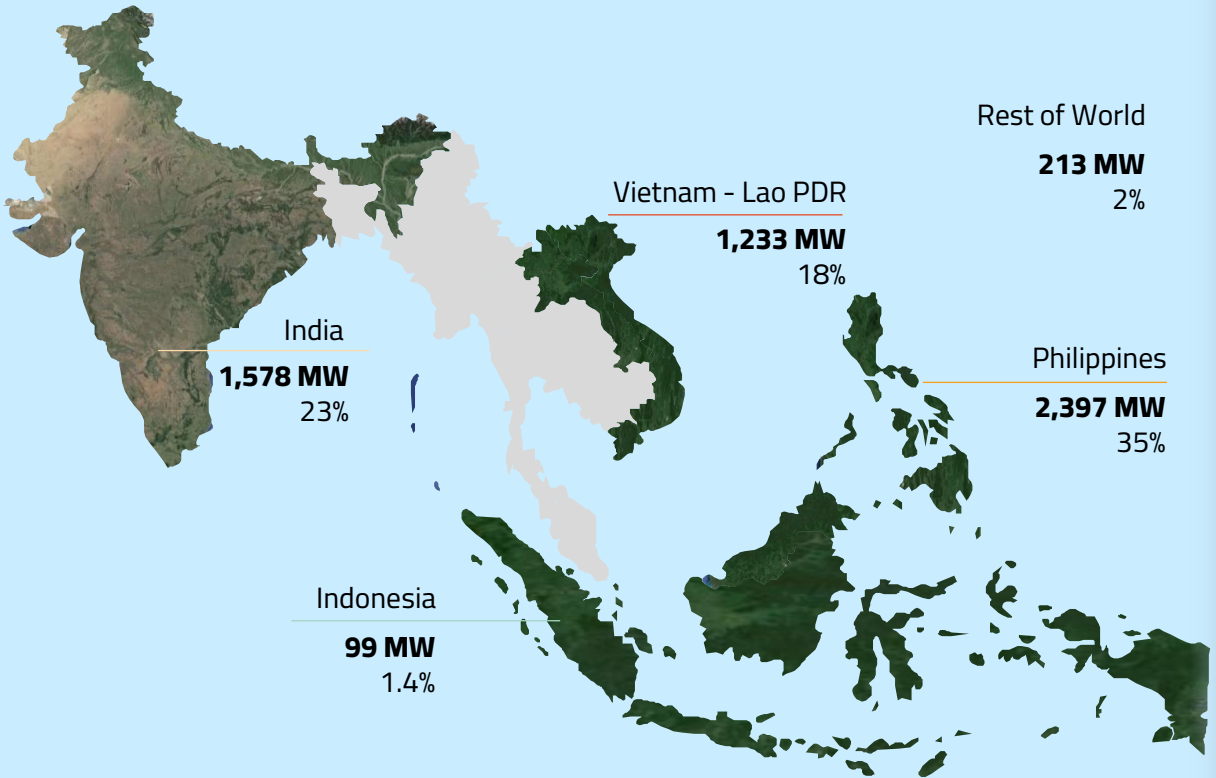 Rest of World
213 MW
2%
Vietnam - Lao PDR
1,233 MW
18%
India
1,578 MW
23%
Philippines
2,397 MW
35%
Indonesia
99 MW
1.4%